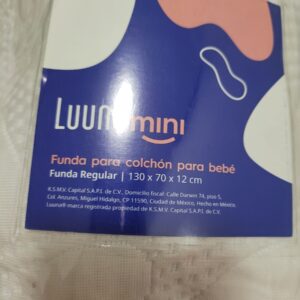 Luuna mini
Funda para colchón para bebé
Funda Regular | 130 x 70 x 12 cm
K.S.M.V. Capital S.A.P.I. de C.V., Domicilio fiscal: Calle Darwin 74, piso 5,
Col. Anzures, Miguel Hidalgo, CP 11590, Ciudad de México, Hecho en México.
Luuna® marca registrada propiedad de K.S.M.V. Capital S.A.P.I. de C.V.